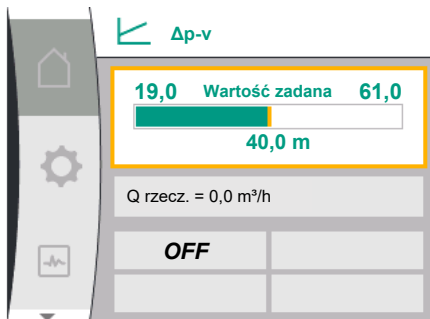 Δp-v
19,0 Wartość zadana 61,0
40,0 m
Q rzecz. = 0,0 m³/h
OFF